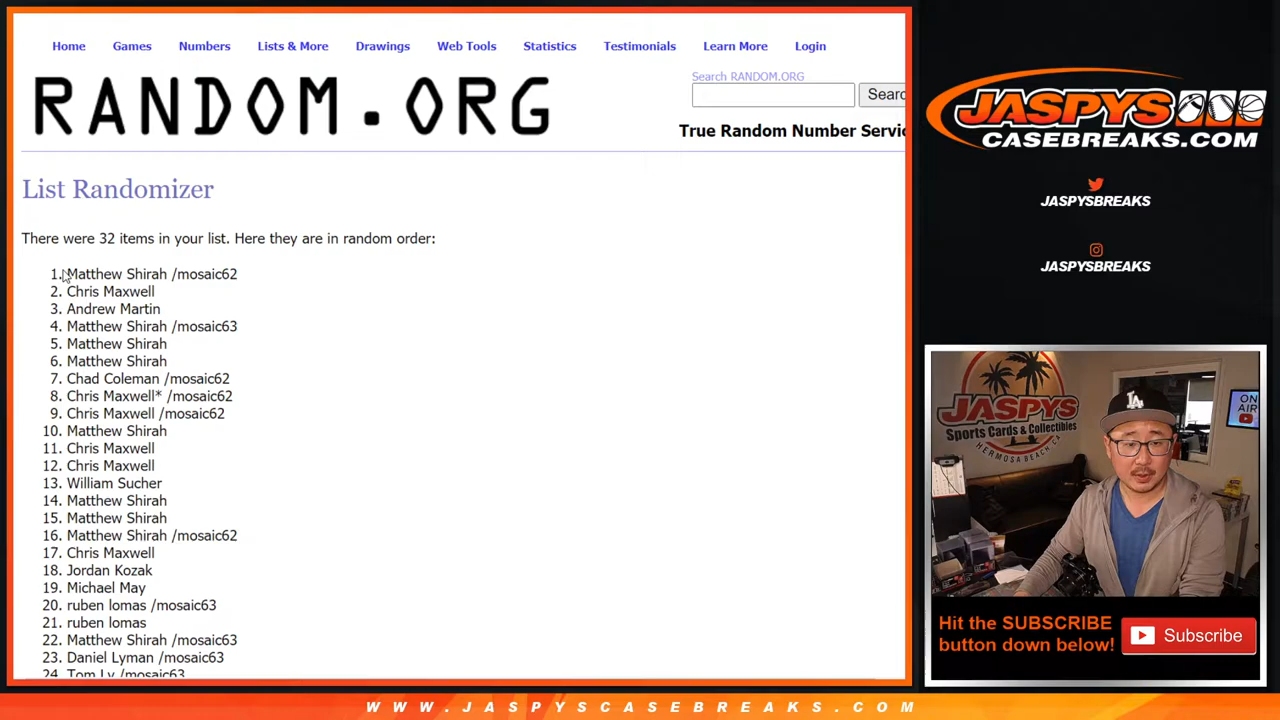 Home Games Numbers Lists & More Drawings Web Tools Statistics Testimonials Learn More Login
RANDOM.ORG
Search RANDOM.ORG
Searc
True Random Number Servic
List Randomizer
There were 32 items in your list. Here they are in random order:
1. Matthew Shirah /mosaic62
2. Chris Maxwell
3. Andrew Martin
4. Matthew Shirah /mosaic63
5. Matthew Shirah
6. Matthew Shirah
7. Chad Coleman /mosaic62
8. Chris Maxwell* /mosaic62
9. Chris Maxwell /mosaic62
10. Matthew Shirah
11. Chris Maxwell
12. Chris Maxwell
13. William Sucher
14. Matthew Shirah
15. Matthew Shirah
16. Matthew Shirah /mosaic62
17. Chris Maxwell
18. Jordan Kozak
19. Michael May
20. ruben lomas /mosaic63
21. ruben lomas
22. Matthew Shirah /mosaic63
23. Daniel Lyman /mosaic63
24. Tom Ly /mosaic63
JASPYS
CASEBREAKS.COM
JASPYSBREAKS
JASPYSBREAKS
JASPYS
Sports Cards & Collectibles
HERMOSA BEACH CA
LA
ON
AIR
Hit the SUBSCRIBE
button down below!
Subscribe
WWW.JASPYSCASEBREAKS.COM